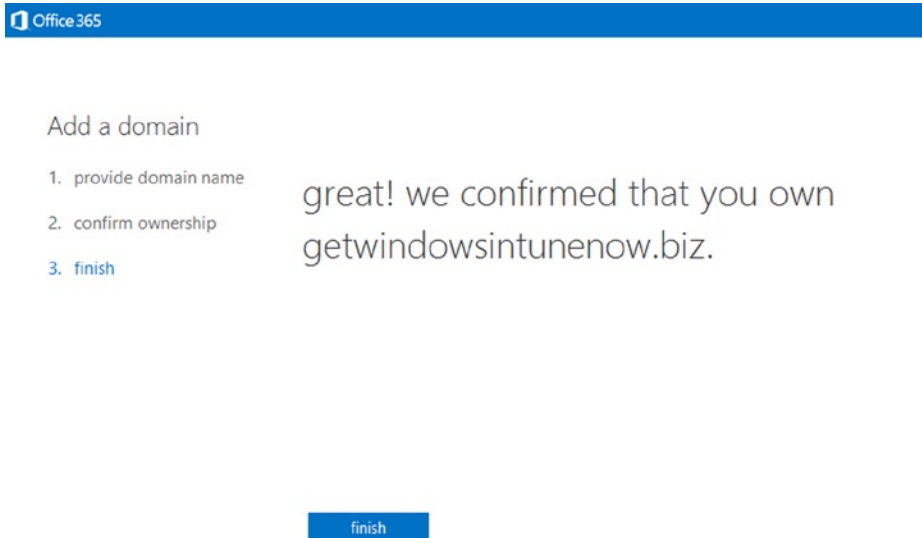 Office 365
Add a domain
1. provide domain name
2. confirm ownership
3. finish
great! we confirmed that you own
getwindowsintunenow.biz.
finish